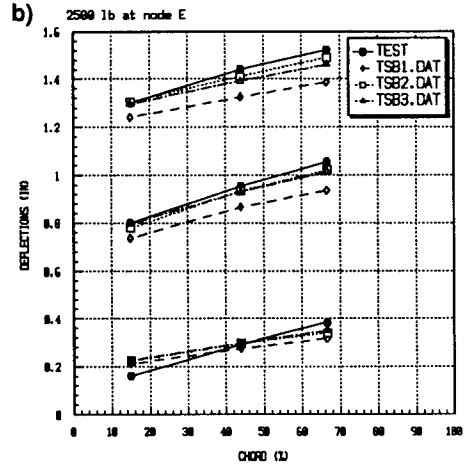 b)
2500 lb at node E
TEST
TSB1.DAT
TSB2.DAT
TSB3.DAT
1.6
1.4
1.2
1
0.8
0.6
0.4
0.2
0
DEFLECTIONS (IN)
0 10 20 30 40 50 60 70 80 90 100
CHORD (%)